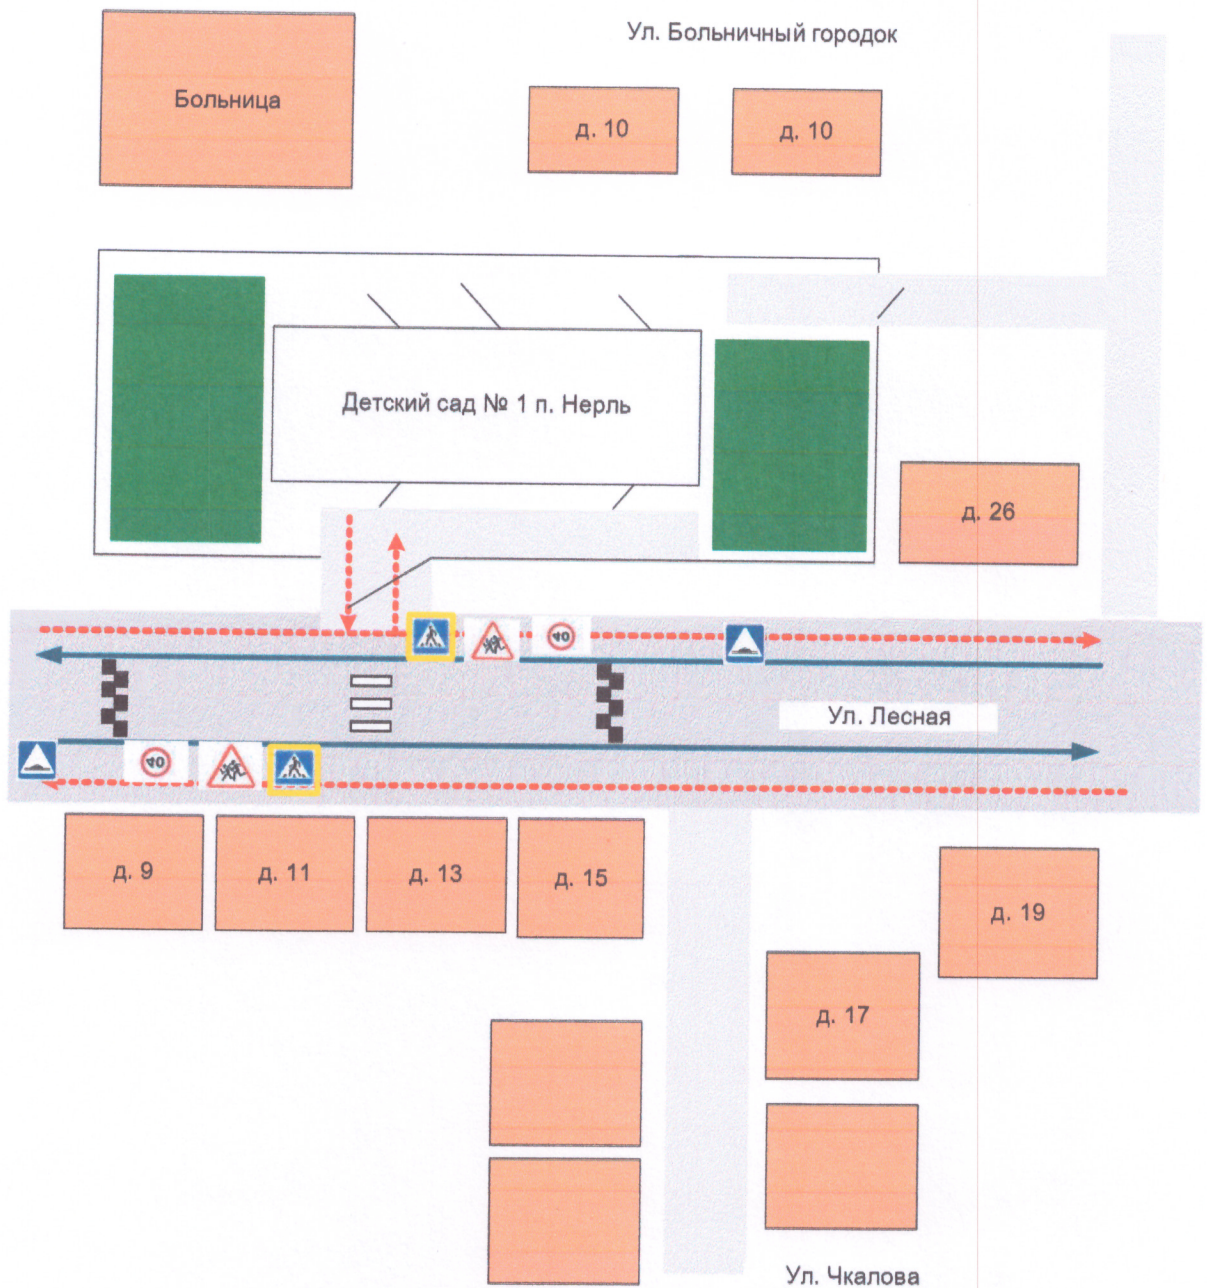 Ул. Больничный городок
Больница
д. 10
д. 10
Детский сад № 1 п. Нерль
д. 26
40
Ул. Лесная
40
д. 9
д. 11
д. 13
д. 15
д. 19
д. 17
Ул. Чкалова